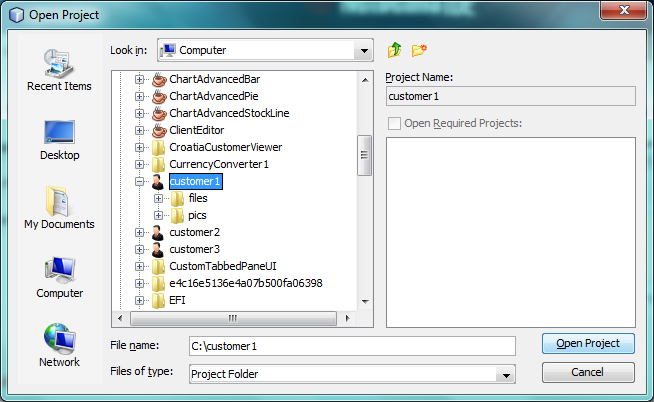 Open Project
Look in: Computer
Recent Items
Desktop
My Documents
Computer
Network
ChartAdvancedBar
ChartAdvancedPie
ChartAdvancedStockLine
ClientEditor
CroatiaCustomerViewer
CurrencyConverter1
customer1
files
pics
customer2
customer3
CustomTabbedPaneUI
e4c16e5136e4a07b500fa06398
EFI
Project Name:
customer1
Open Required Projects:
File name: C:\customer1
Files of type: Project Folder
Open Project
Cancel